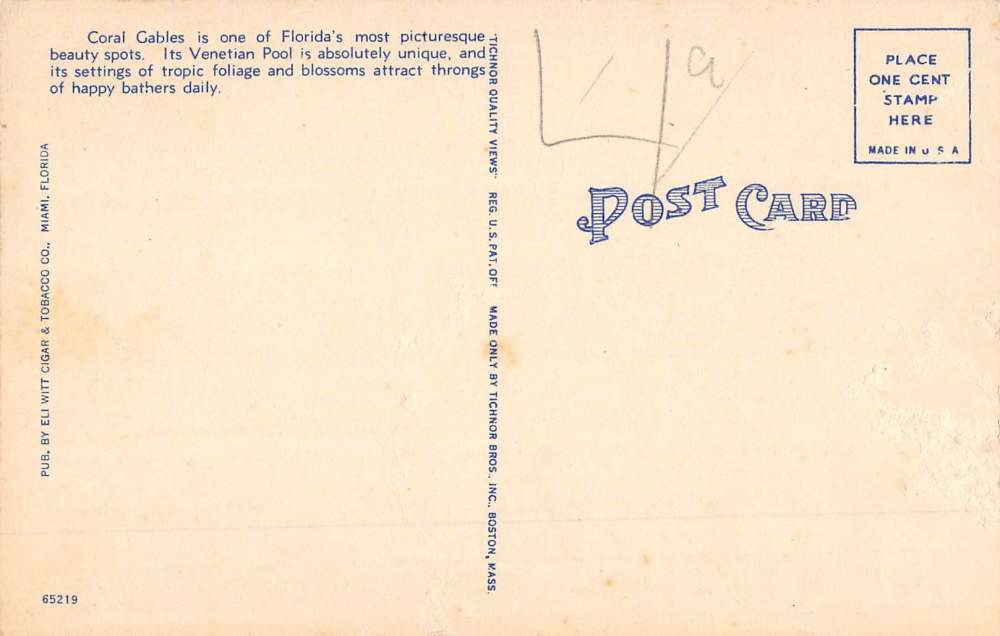 Coral Gables is one of Florida's most picturesque
beauty spots. Its Venetian Pool is absolutely unique, and
its settings of tropic foliage and blossoms attract throngs
of happy bathers daily.
PUB. BY ELI WITT CIGAR & TOBACCO CO., MIAMI, FLORIDA
65219
"TICHNOR QUALITY VIEWS" REG. U.S. PAT. OFF. MADE ONLY BY TICHNOR BROS., INC., BOSTON, MASS.
POST CARD
PLACE
ONE CENT
STAMP
HERE
MADE IN U S A